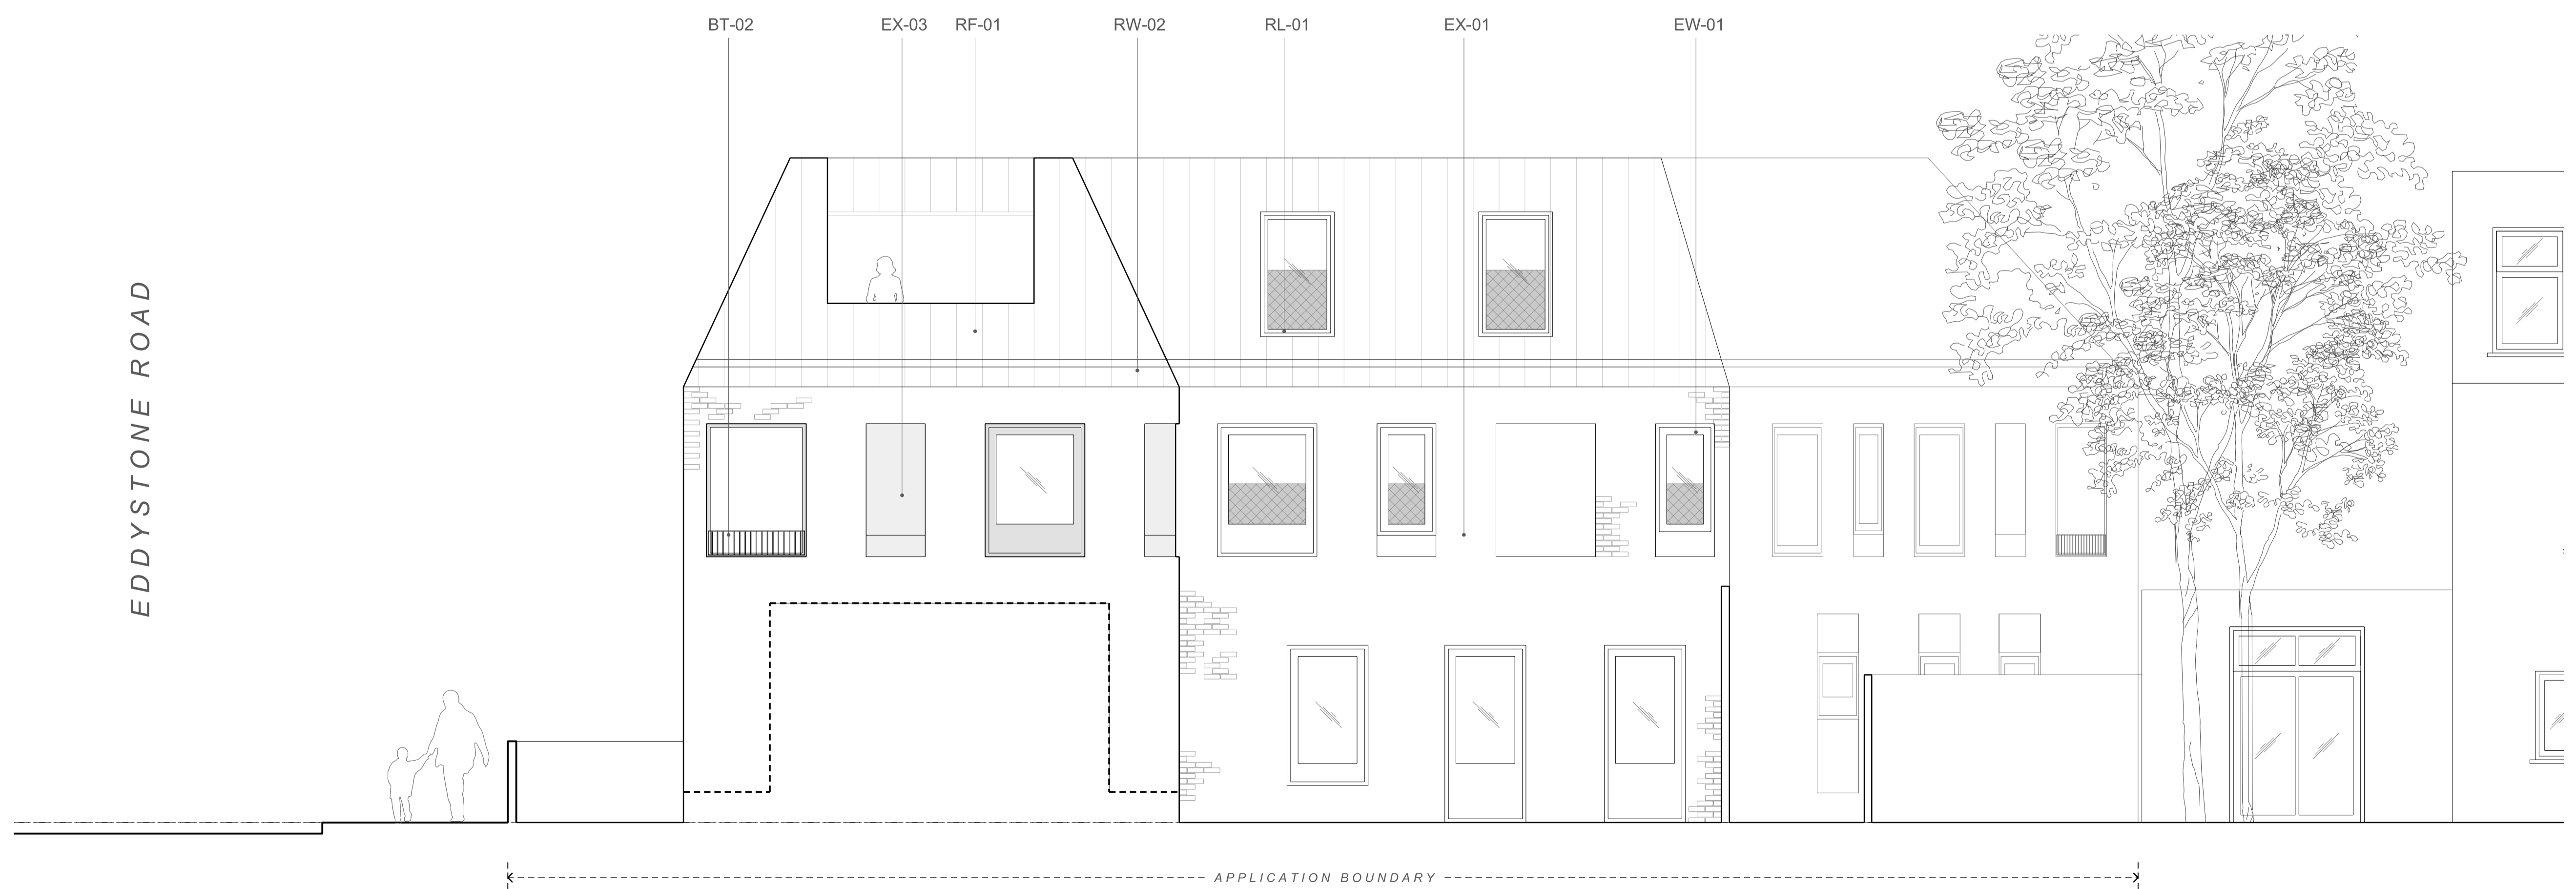 BT-02 EX-03 RF-01 RW-02 RL-01 EX-01 EW-01
EDDYSTONE ROAD
APPLICATION BOUNDARY